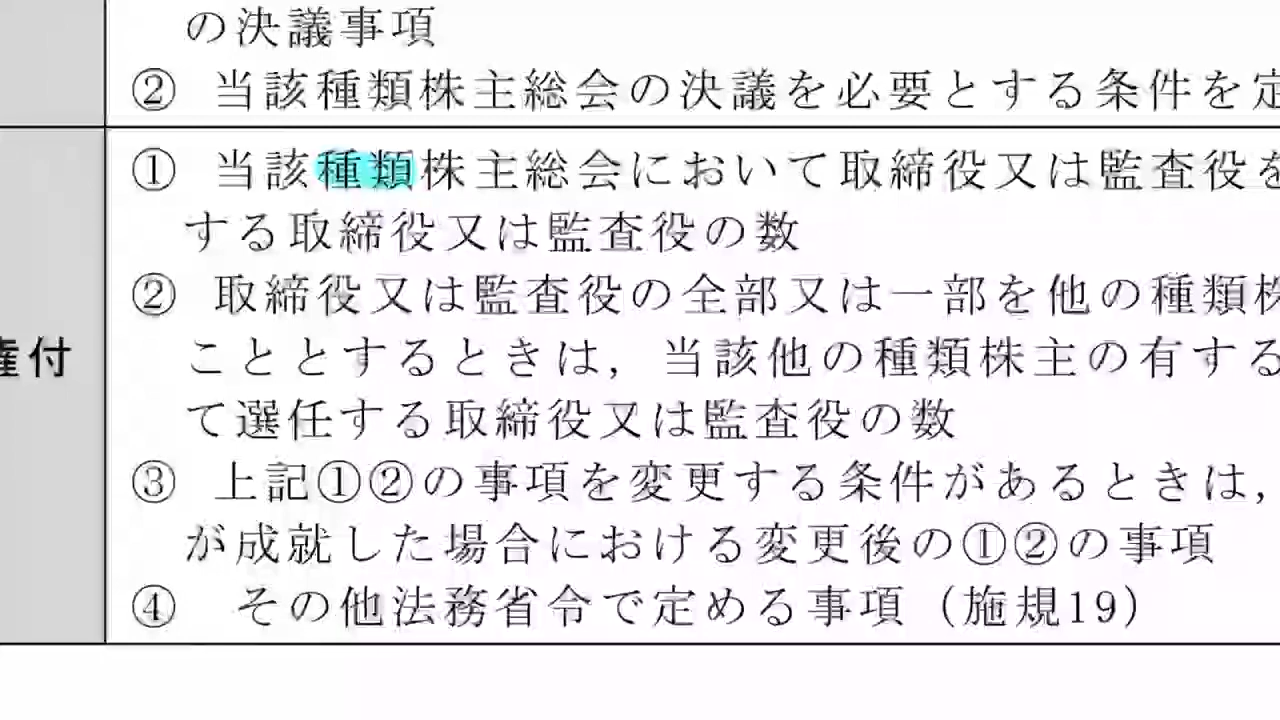 の決議事項
② 当該種類株主総会の決議を必要とする条件を定
① 当該種類株主総会において取締役又は監査役を
する取締役又は監査役の数
② 取締役又は監査役の全部又は一部を他の種類株
権付
こととするときは，当該他の種類株主の有する
て選任する取締役又は監査役の数
③ 上記①②の事項を変更する条件があるときは，
が成就した場合における変更後の①②の事項
④ その他法務省令で定める事項（施規19）